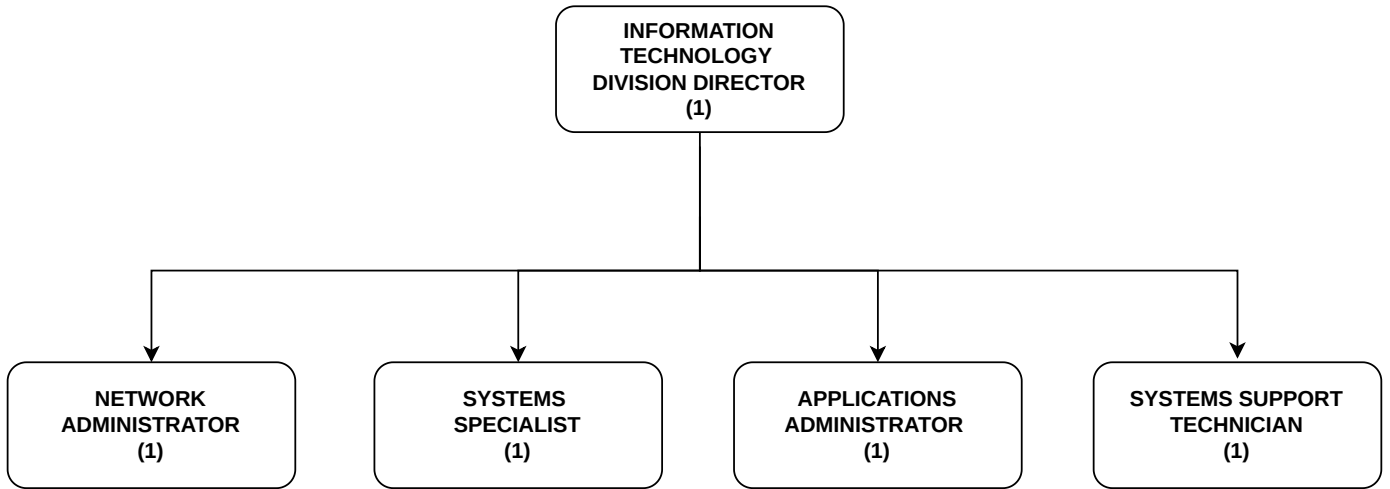 INFORMATION
TECHNOLOGY
DIVISION DIRECTOR
(1)
NETWORK
ADMINISTRATOR
(1)
SYSTEMS
SPECIALIST
(1)
APPLICATIONS
ADMINISTRATOR
(1)
SYSTEMS SUPPORT
TECHNICIAN
(1)